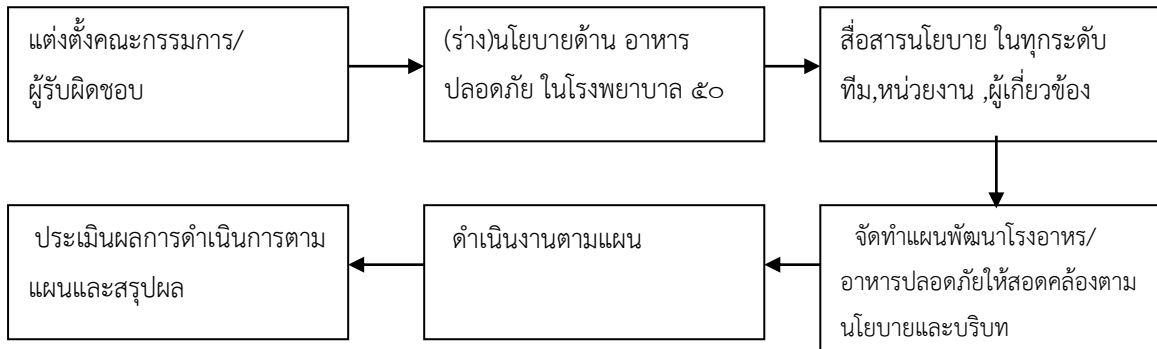 แต่งตั้งคณะกรรมการ/
ผู้รับผิดชอบ
(ร่าง)นโยบายด้าน อาหาร
ปลอดภัย ในโรงพยาบาล ๕๐
สื่อสารนโยบาย ในทุกระดับ
ทีม,หน่วยงาน ,ผู้เกี่ยวข้อง
จัดทำแผนพัฒนาโรงอาหร/
อาหารปลอดภัยให้สอดคล้องตาม
นโยบายและบริบท
ดำเนินงานตามแผน
ประเมินผลการดำเนินการตาม
แผนและสรุปผล